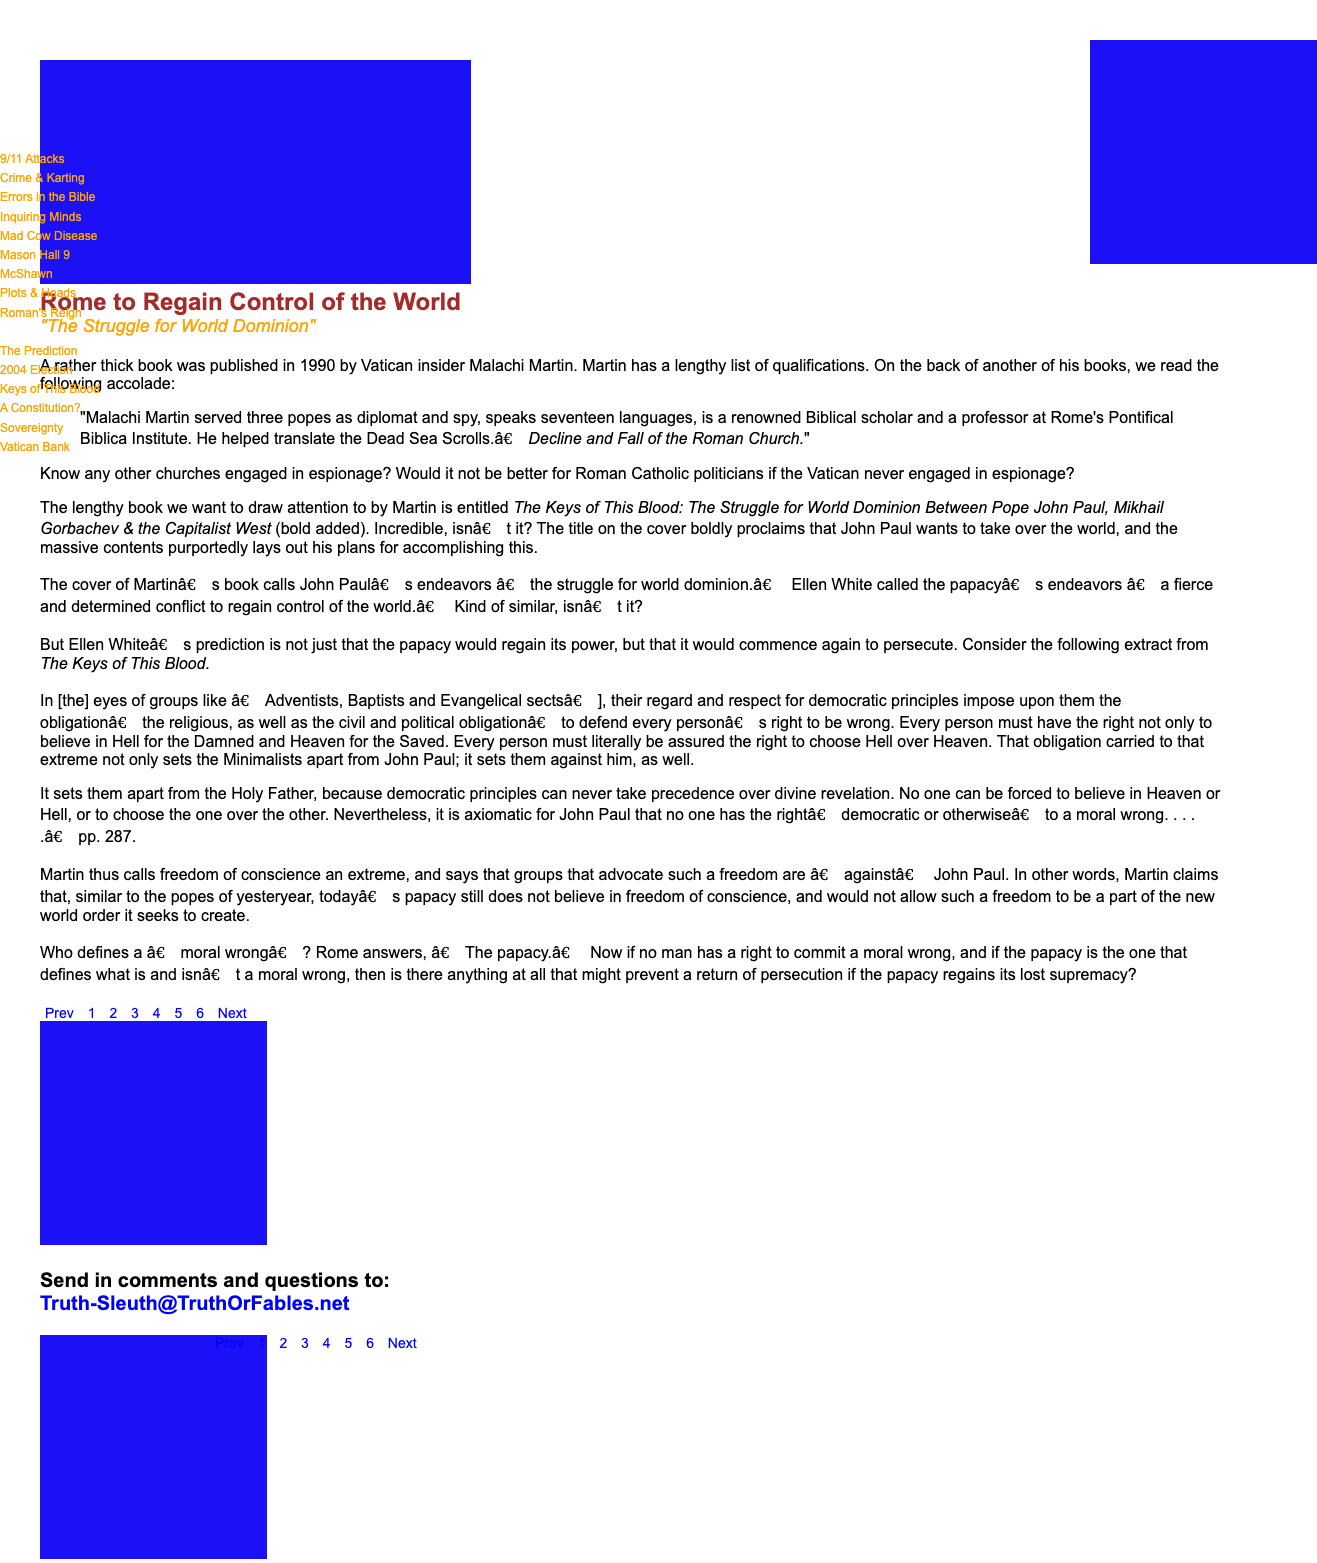 9/11 Attacks
Crime & Karting
Errors in the Bible
Inquiring Minds
Mad Cow Disease
Mason Hall 9
McShawn
Plots & Heads
Roman's Reign
The Prediction
2004 Election
Keys of This Blood
A Constitution?
Sovereignty
Vatican Bank
Rome to Regain Control of the World
"The Struggle for World Dominion"
A rather thick book was published in 1990 by Vatican insider Malachi Martin. Martin has a lengthy list of qualifications. On the back of another of his books, we read the
following accolade:
"Malachi Martin served three popes as diplomat and spy, speaks seventeen languages, is a renowned Biblical scholar and a professor at Rome's Pontifical
Biblica Institute. He helped translate the Dead Sea Scrolls.â€ Decline and Fall of the Roman Church."
Know any other churches engaged in espionage? Would it not be better for Roman Catholic politicians if the Vatican never engaged in espionage?
The lengthy book we want to draw attention to by Martin is entitled The Keys of This Blood: The Struggle for World Dominion Between Pope John Paul, Mikhail
Gorbachev & the Capitalist West (bold added). Incredible, isnâ€ t it? The title on the cover boldly proclaims that John Paul wants to take over the world, and the
massive contents purportedly lays out his plans for accomplishing this.
The cover of Martinâ€ s book calls John Paulâ€ s endeavors â€ the struggle for world dominion.â€ Ellen White called the papacyâ€ s endeavors â€ a fierce
and determined conflict to regain control of the world.â€ Kind of similar, isnâ€ t it?
But Ellen Whiteâ€ s prediction is not just that the papacy would regain its power, but that it would commence again to persecute. Consider the following extract from
The Keys of This Blood.
In [the] eyes of groups like â€ Adventists, Baptists and Evangelical sectsâ€ ], their regard and respect for democratic principles impose upon them the
obligationâ€ the religious, as well as the civil and political obligationâ€ to defend every personâ€ s right to be wrong. Every person must have the right not only to
believe in Hell for the Damned and Heaven for the Saved. Every person must literally be assured the right to choose Hell over Heaven. That obligation carried to that
extreme not only sets the Minimalists apart from John Paul; it sets them against him, as well.
It sets them apart from the Holy Father, because democratic principles can never take precedence over divine revelation. No one can be forced to believe in Heaven or
Hell, or to choose the one over the other. Nevertheless, it is axiomatic for John Paul that no one has the rightâ€ democratic or otherwiseâ€ to a moral wrong. . . .
.â€ pp. 287.
Martin thus calls freedom of conscience an extreme, and says that groups that advocate such a freedom are â€ againstâ€ John Paul. In other words, Martin claims
that, similar to the popes of yesteryear, todayâ€ s papacy still does not believe in freedom of conscience, and would not allow such a freedom to be a part of the new
world order it seeks to create.
Who defines a â€ moral wrongâ€ ? Rome answers, â€ The papacy.â€ Now if no man has a right to commit a moral wrong, and if the papacy is the one that
defines what is and isnâ€ t a moral wrong, then is there anything at all that might prevent a return of persecution if the papacy regains its lost supremacy?
Prev 1 2 3 4 5 6 Next
Send in comments and questions to:
Truth-Sleuth@TruthOrFables.net
Prev 1 2 3 4 5 6 Next